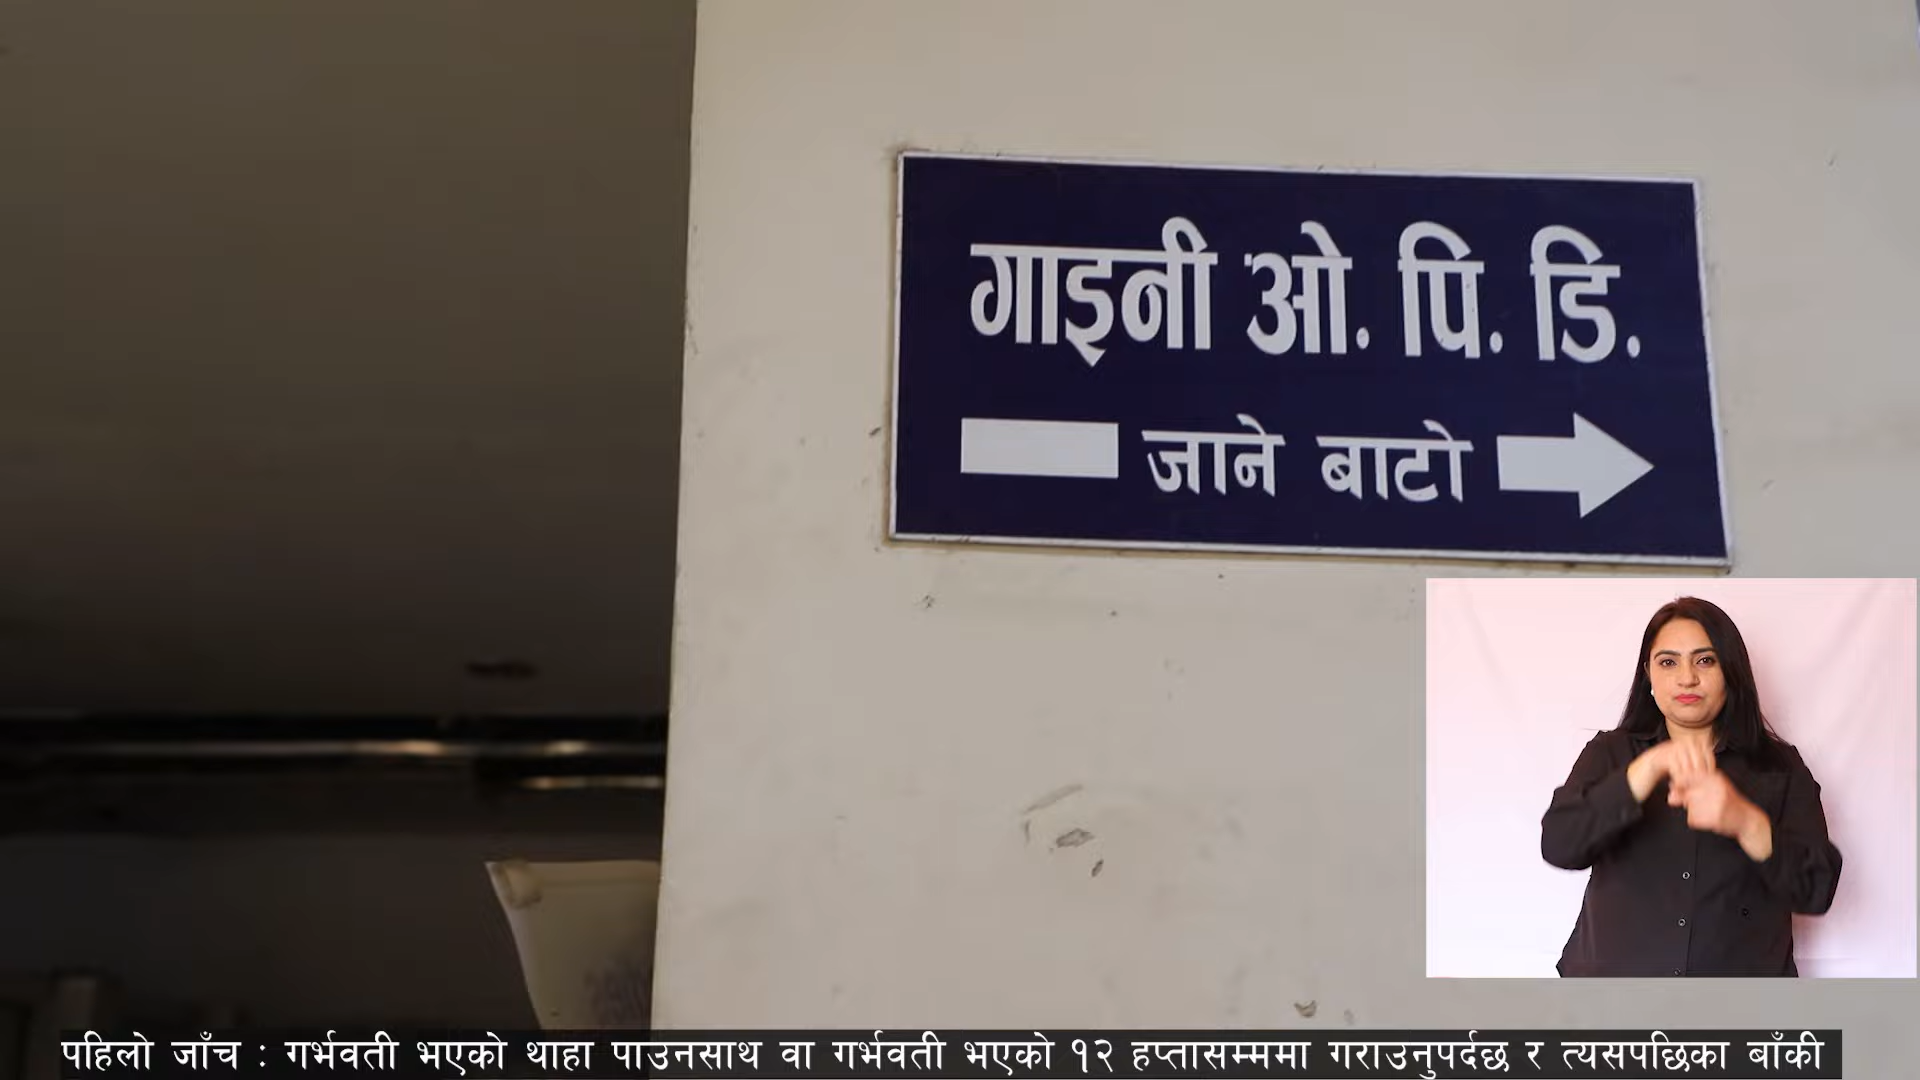 गाइनी ओ. पि. डि.
जाने बाटो
पहिलो जाँच : गर्भवती भएको थाहा पाउनसाथ वा गर्भवती भएको १२ हप्तासम्ममा गराउनुपर्दछ र त्यसपछिका बाँकी